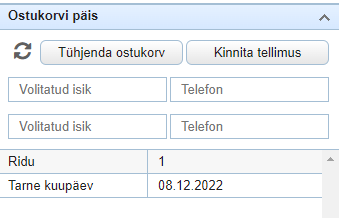 Ostukorvi päis
Tühjenda ostukorv Kinnita tellimus
Volitatud isik Telefon
Volitatud isik Telefon
Ridu 1
Tarne kuupäev 08.12.2022